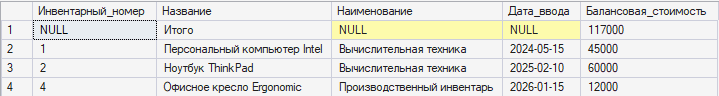 Инвентарный_номер Название Наименование Дата_ввода Балансовая_стоимость
1 NULL Итого NULL NULL 117000
2 1 Персональный компьютер Intel Вычислительная техника 2024-05-15 45000
3 2 Ноутбук ThinkPad Вычислительная техника 2025-02-10 60000
4 4 Офисное кресло Ergonomic Производственный инвентарь 2026-01-15 12000